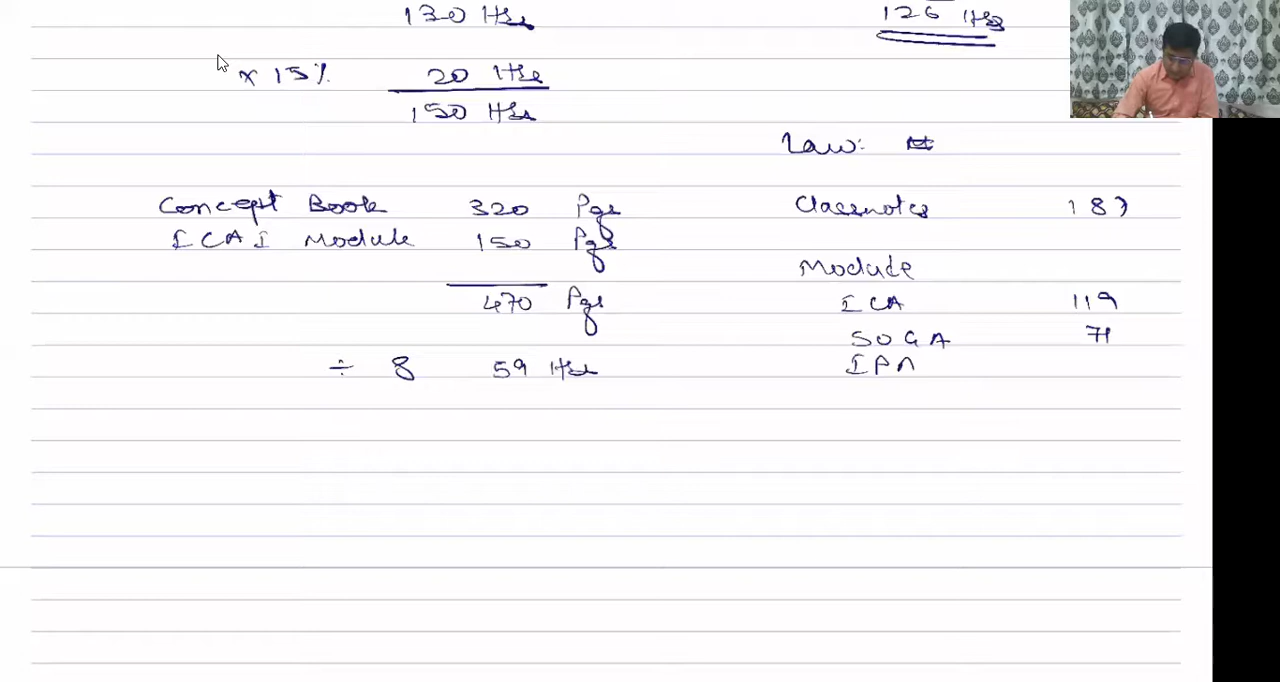 130 Hrs
126 Hrs
x 15% 20 Hrs
150 Hrs
Law:
Concept Book 320 Pgs
ICAI Module 150 Pgs
470 Pgs
÷ 8 59 Hrs
Classnotes 187
Module
ICA 119
SOGA 71
IPA